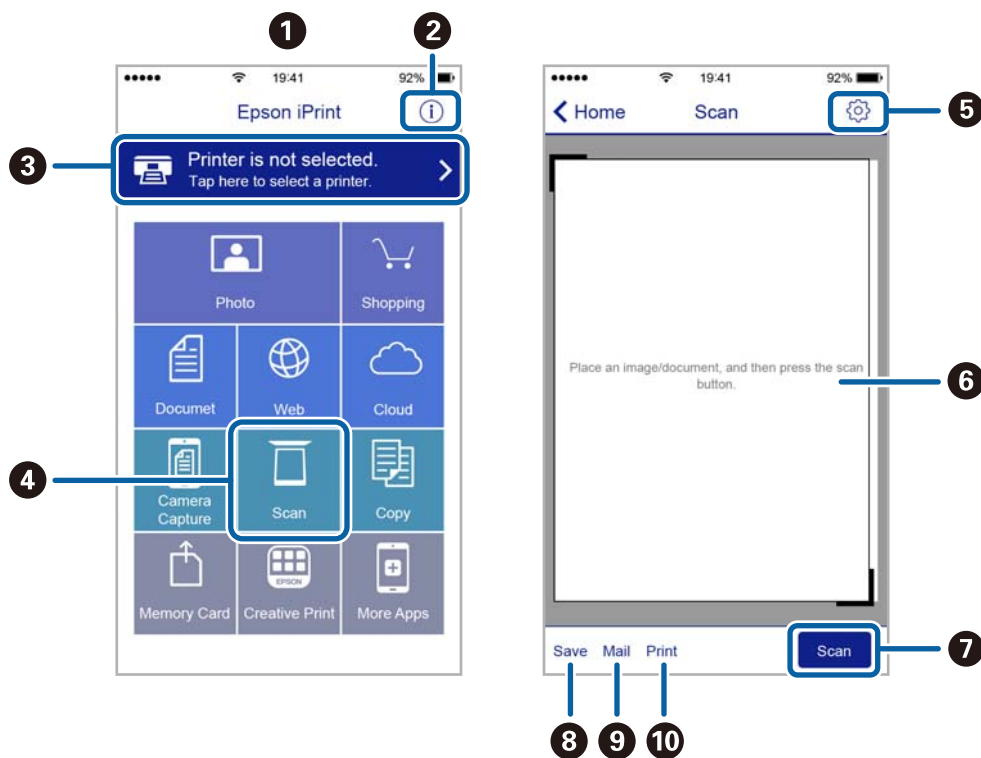 1 2
19:41 92%
Epson iPrint
3
Printer is not selected.
Tap here to select a printer.
Photo Shopping
Documet Web Cloud
4
Camera
Capture
Scan Copy
EPSON
Memory Card Creative Print More Apps
19:41 92%
Home Scan
5
Place an image/document, and then press the scan
button.
6
Save Mail Print Scan
7
8 9 10